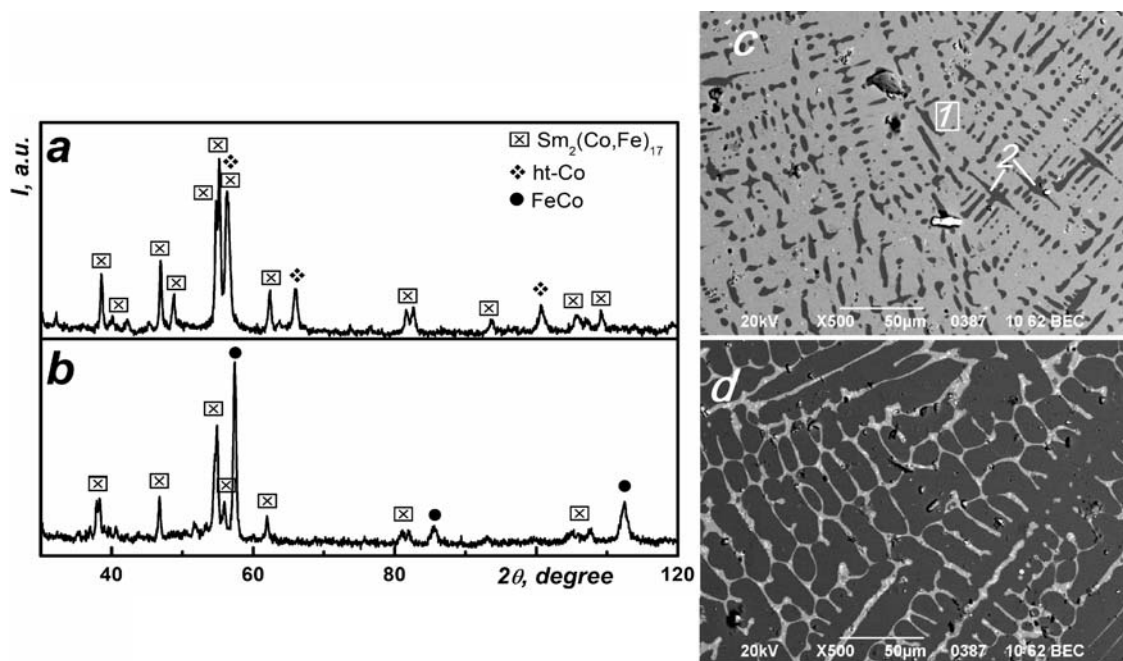 a
I, a.u.
Sm2(Co,Fe)17
ht-Co
FeCo
b
40
60
80
2θ, degree
120
c
1
2
20kV X500 50µm 0387 10 62 BEC
d
20kV X500 50µm 0387 10 62 BEC